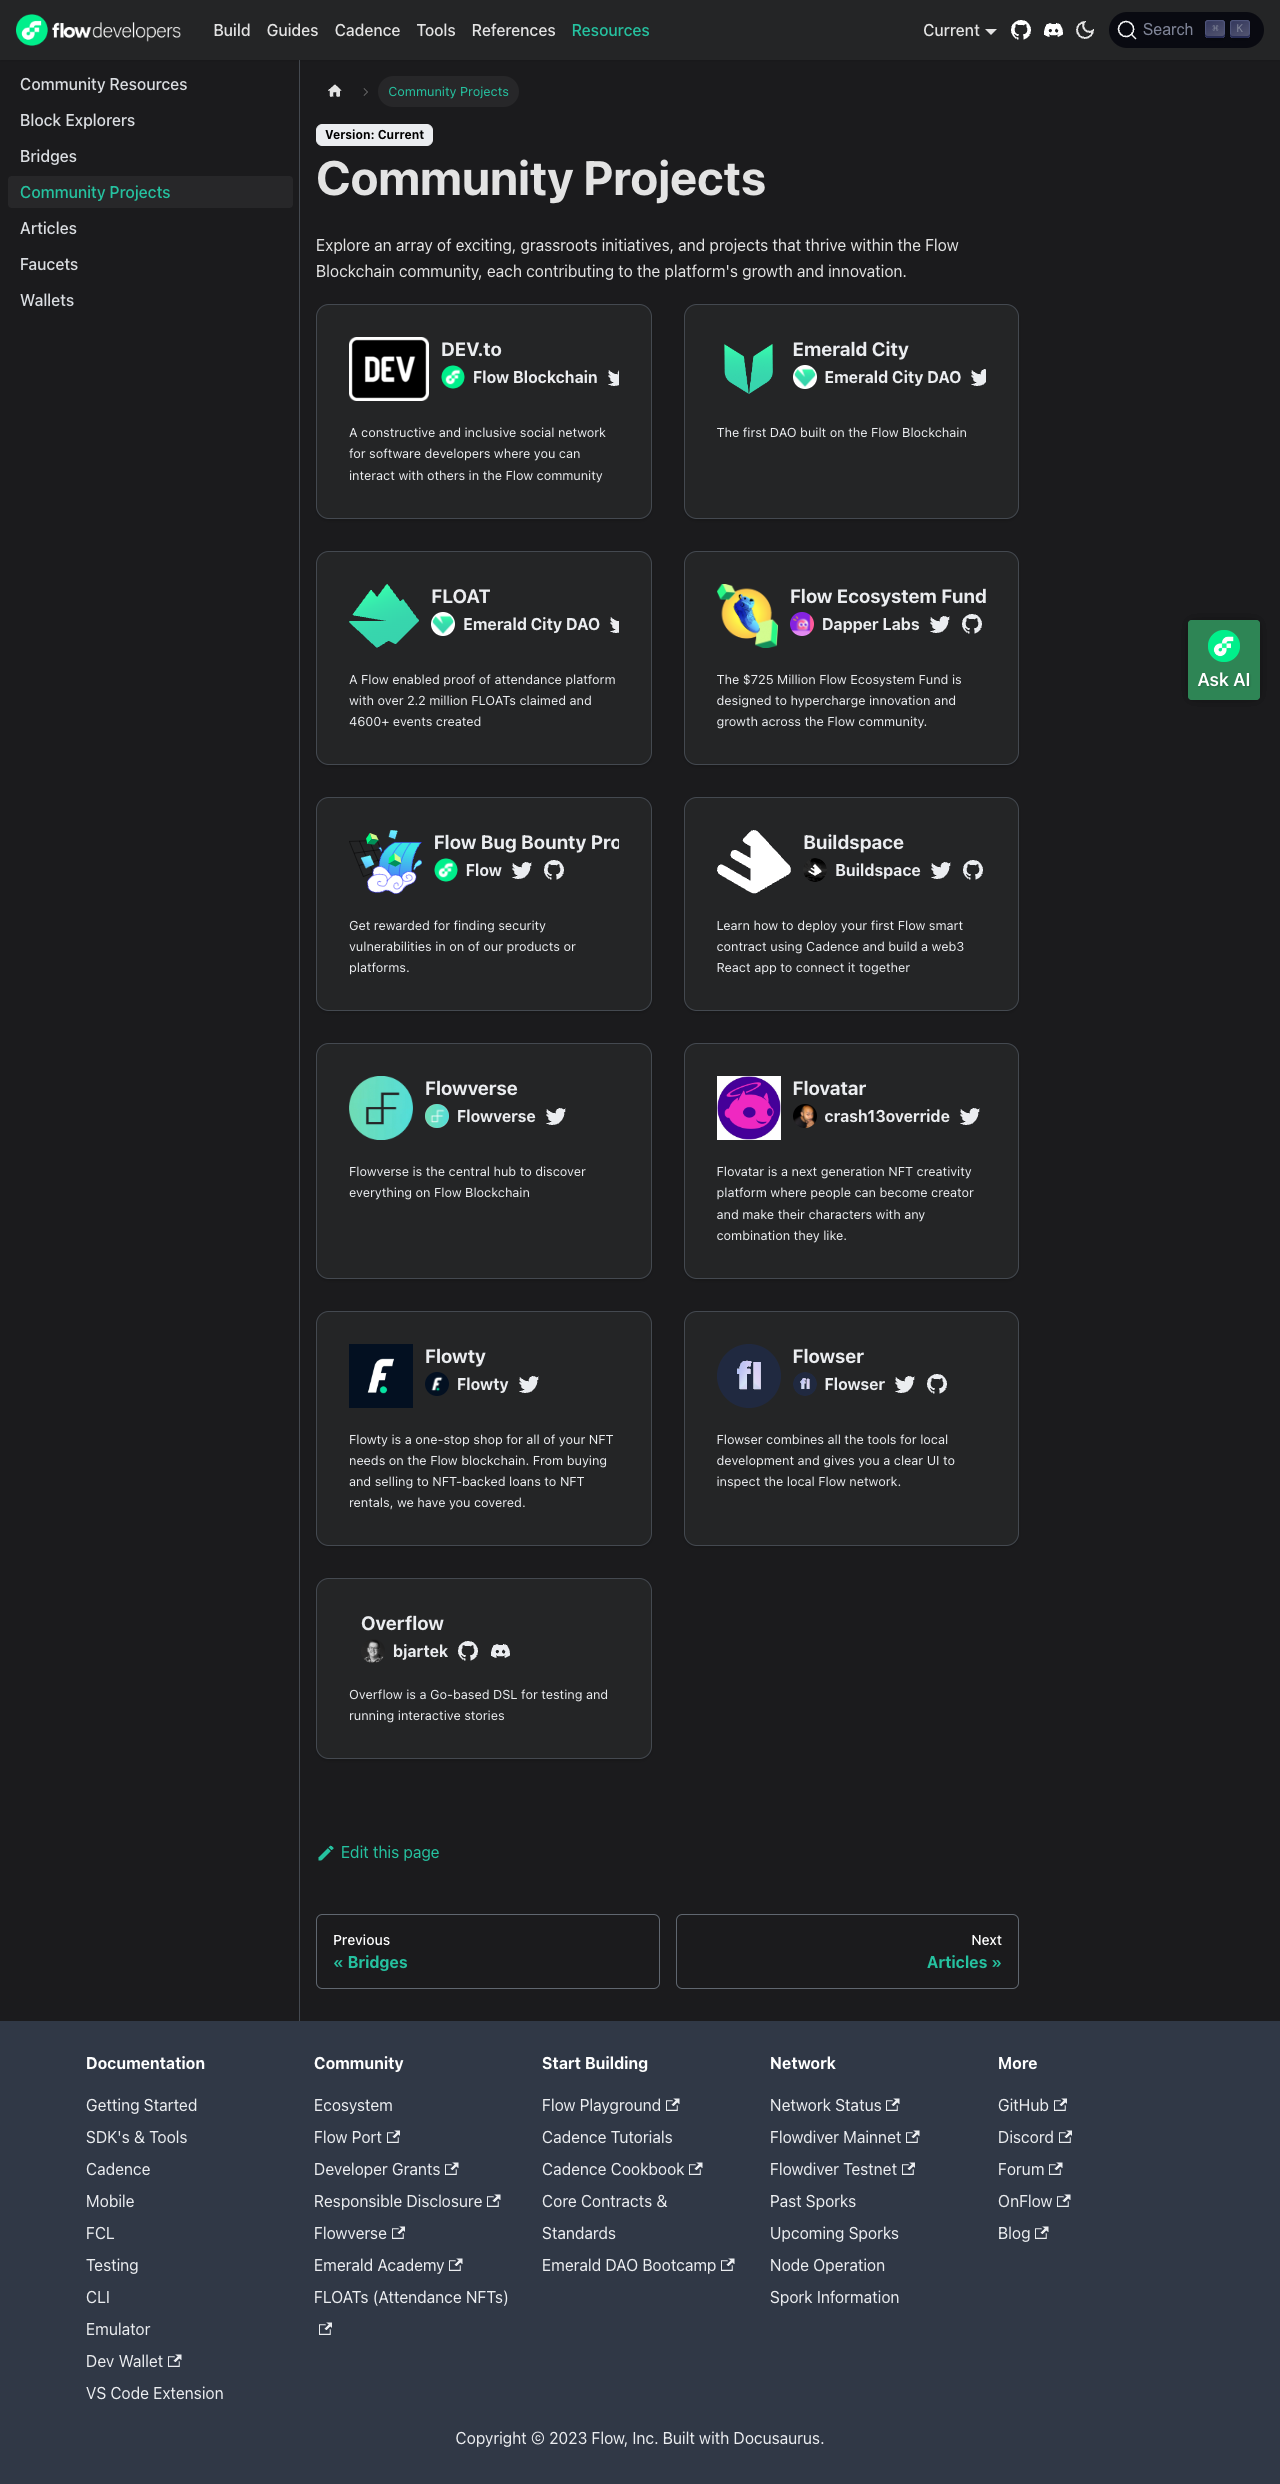 flowdevelopers
Build Guides Cadence Tools References Resources
Current
Search ⌘ K
Community Resources
Block Explorers
Bridges
Community Projects
Articles
Faucets
Wallets
Community Projects
Version: Current
Community Projects
Explore an array of exciting, grassroots initiatives, and projects that thrive within the Flow
Blockchain community, each contributing to the platform's growth and innovation.
DEV
DEV.to
Flow Blockchain
A constructive and inclusive social network
for software developers where you can
interact with others in the Flow community
Emerald City
Emerald City DAO
The first DAO built on the Flow Blockchain
FLOAT
Emerald City DAO
A Flow enabled proof of attendance platform
with over 2.2 million FLOATs claimed and
4600+ events created
Flow Ecosystem Fund
Dapper Labs
The $725 Million Flow Ecosystem Fund is
designed to hypercharge innovation and
growth across the Flow community.
Flow Bug Bounty Pro
Flow
Get rewarded for finding security
vulnerabilities in on of our products or
platforms.
Buildspace
Buildspace
Learn how to deploy your first Flow smart
contract using Cadence and build a web3
React app to connect it together
Flowverse
Flowverse
Flowverse is the central hub to discover
everything on Flow Blockchain
Flovatar
crash13override
Flovatar is a next generation NFT creativity
platform where people can become creator
and make their characters with any
combination they like.
F.
Flowty
Flowty
Flowty is a one-stop shop for all of your NFT
needs on the Flow blockchain. From buying
and selling to NFT-backed loans to NFT
rentals, we have you covered.
fl
Flowser
fl Flowser
Flowser combines all the tools for local
development and gives you a clear UI to
inspect the local Flow network.
Overflow
bjartek
Overflow is a Go-based DSL for testing and
running interactive stories
Ask AI
Edit this page
Previous
« Bridges
Next
Articles »
Documentation
Getting Started
SDK's & Tools
Cadence
Mobile
FCL
Testing
CLI
Emulator
Dev Wallet
VS Code Extension
Community
Ecosystem
Flow Port
Developer Grants
Responsible Disclosure
Flowverse
Emerald Academy
FLOATs (Attendance NFTs)
Start Building
Flow Playground
Cadence Tutorials
Cadence Cookbook
Core Contracts &
Standards
Emerald DAO Bootcamp
Network
Network Status
Flowdiver Mainnet
Flowdiver Testnet
Past Sporks
Upcoming Sporks
Node Operation
Spork Information
More
GitHub
Discord
Forum
OnFlow
Blog
Copyright © 2023 Flow, Inc. Built with Docusaurus.